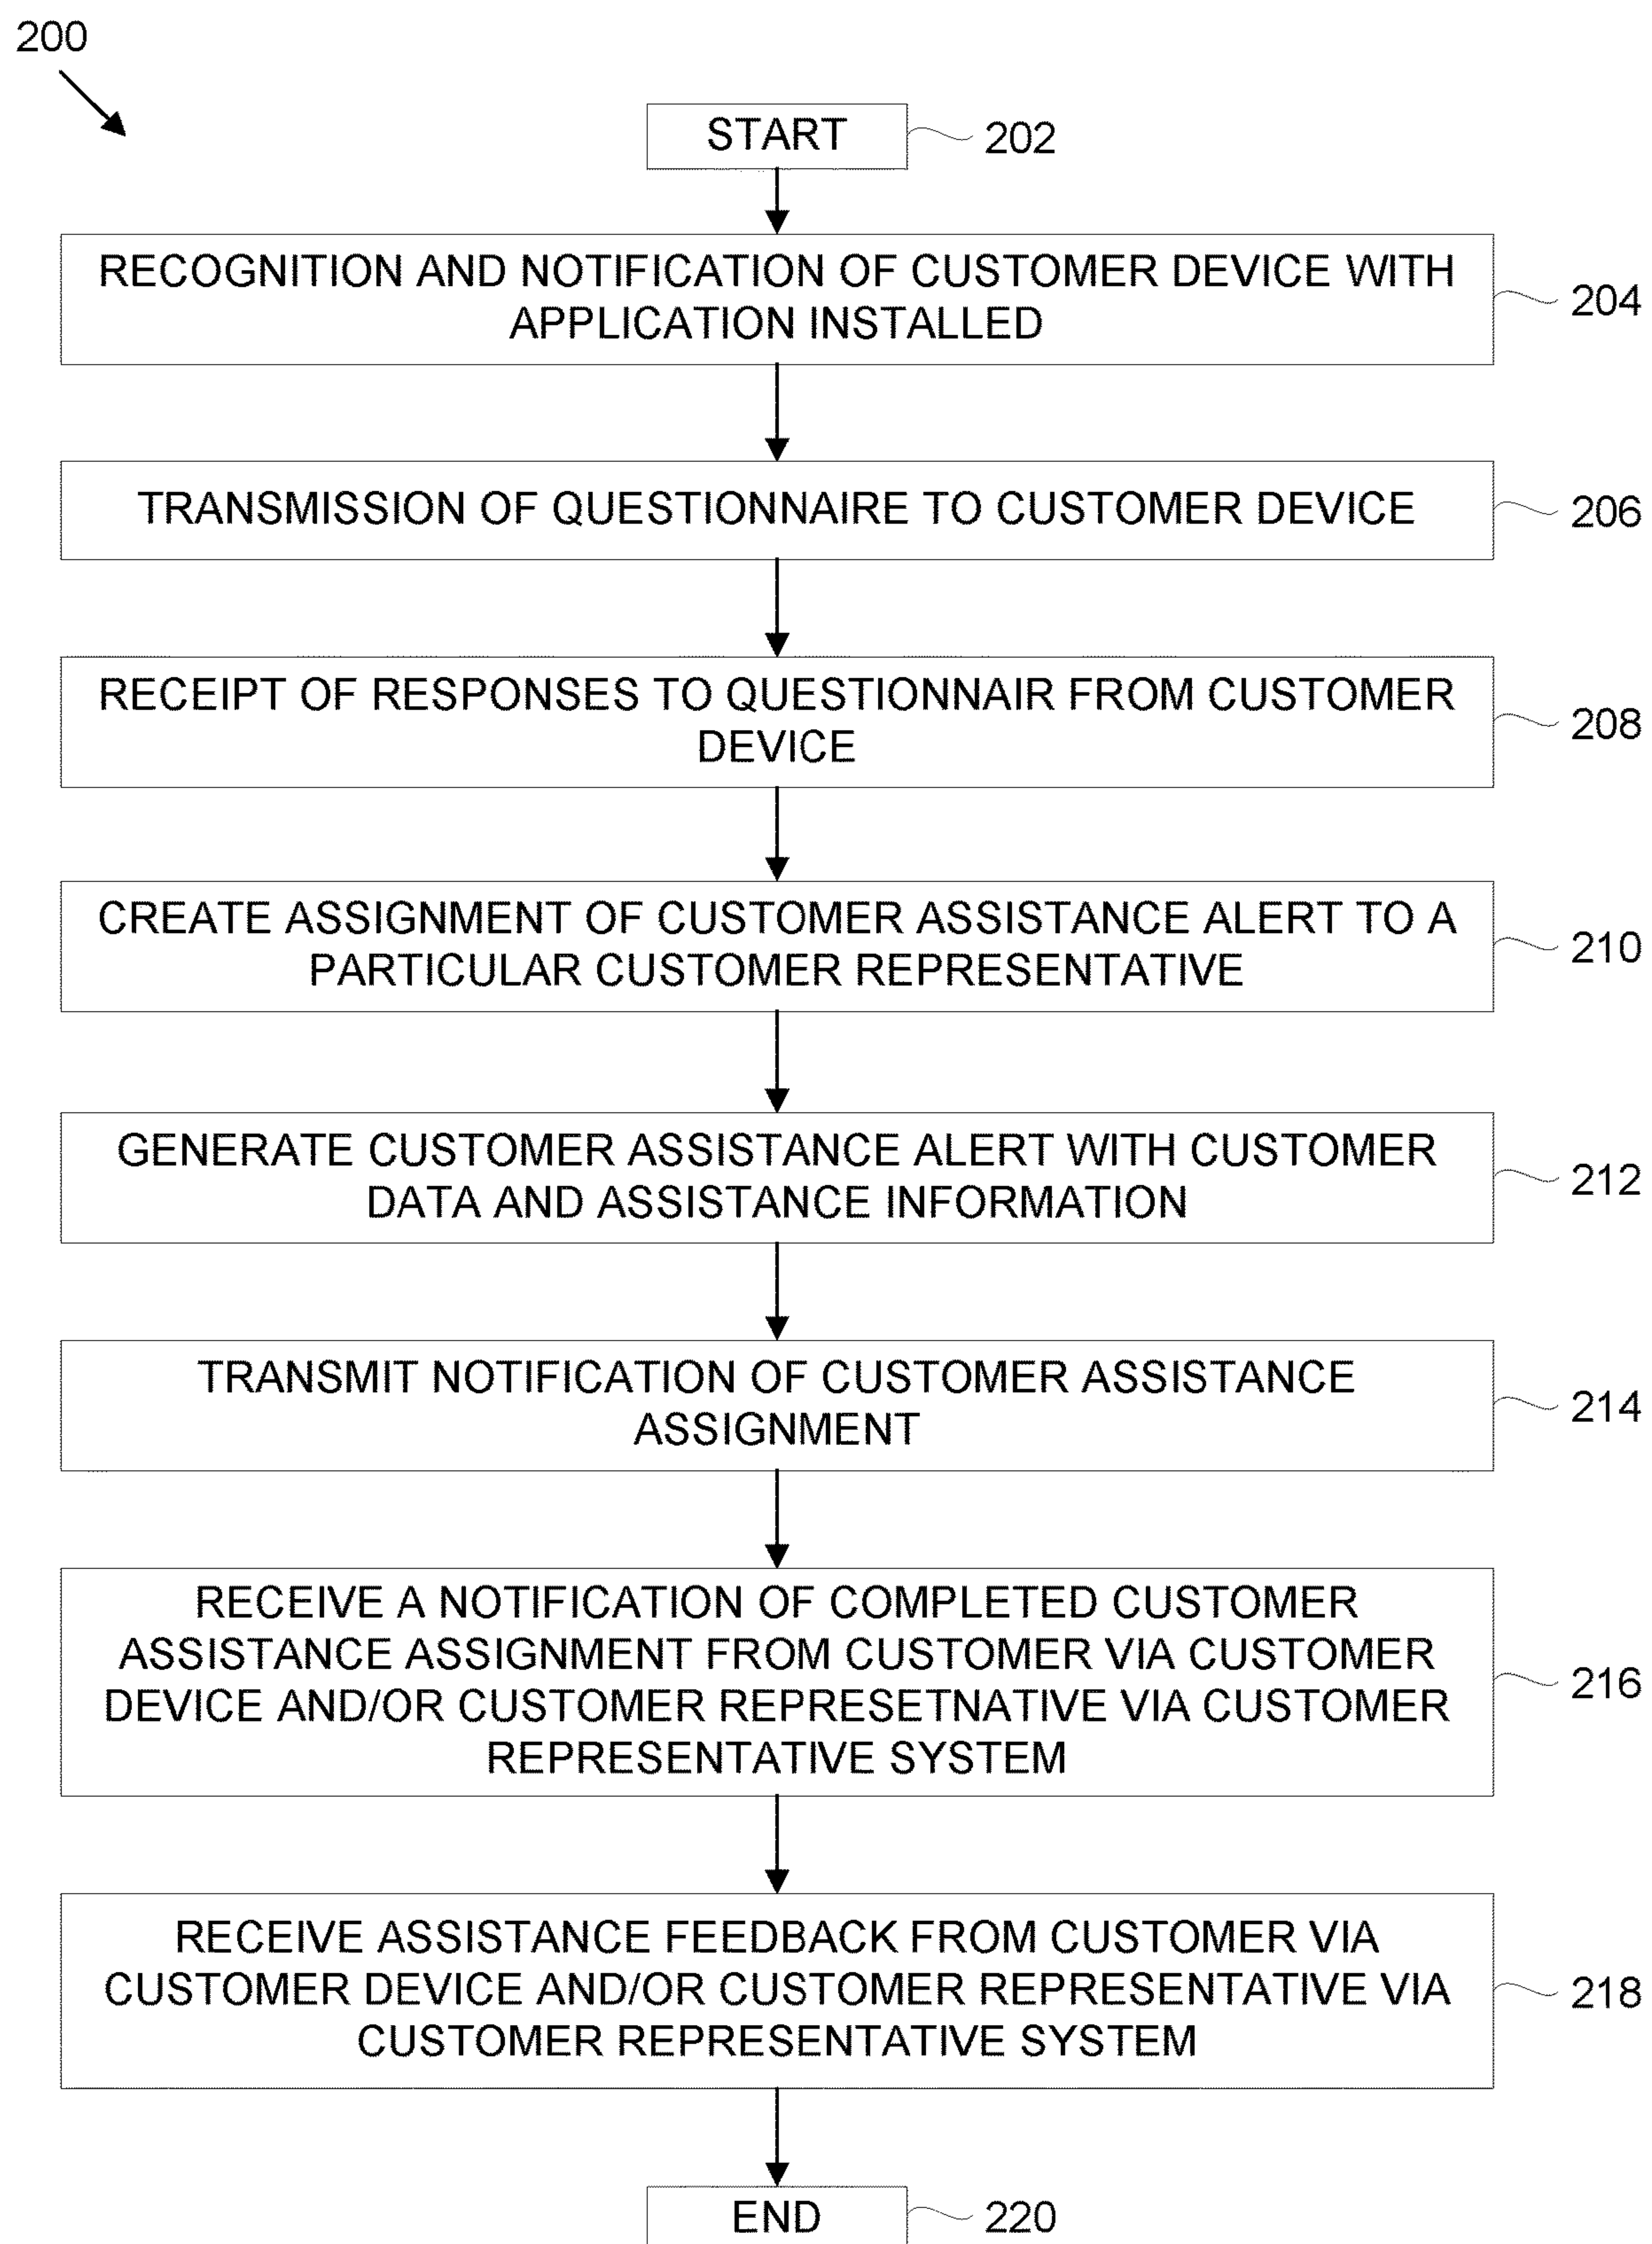 200
START
202
RECOGNITION AND NOTIFICATION OF CUSTOMER DEVICE WITH
APPLICATION INSTALLED
204
TRANSMISSION OF QUESTIONNAIRE TO CUSTOMER DEVICE
206
RECEIPT OF RESPONSES TO QUESTIONNAIR FROM CUSTOMER
DEVICE
208
CREATE ASSIGNMENT OF CUSTOMER ASSISTANCE ALERT TO A
PARTICULAR CUSTOMER REPRESENTATIVE
210
GENERATE CUSTOMER ASSISTANCE ALERT WITH CUSTOMER
DATA AND ASSISTANCE INFORMATION
212
TRANSMIT NOTIFICATION OF CUSTOMER ASSISTANCE
ASSIGNMENT
214
RECEIVE A NOTIFICATION OF COMPLETED CUSTOMER
ASSISTANCE ASSIGNMENT FROM CUSTOMER VIA CUSTOMER
DEVICE AND/OR CUSTOMER REPRESETNATIVE VIA CUSTOMER
REPRESENTATIVE SYSTEM
216
RECEIVE ASSISTANCE FEEDBACK FROM CUSTOMER VIA
CUSTOMER DEVICE AND/OR CUSTOMER REPRESENTATIVE VIA
CUSTOMER REPRESENTATIVE SYSTEM
218
END
220